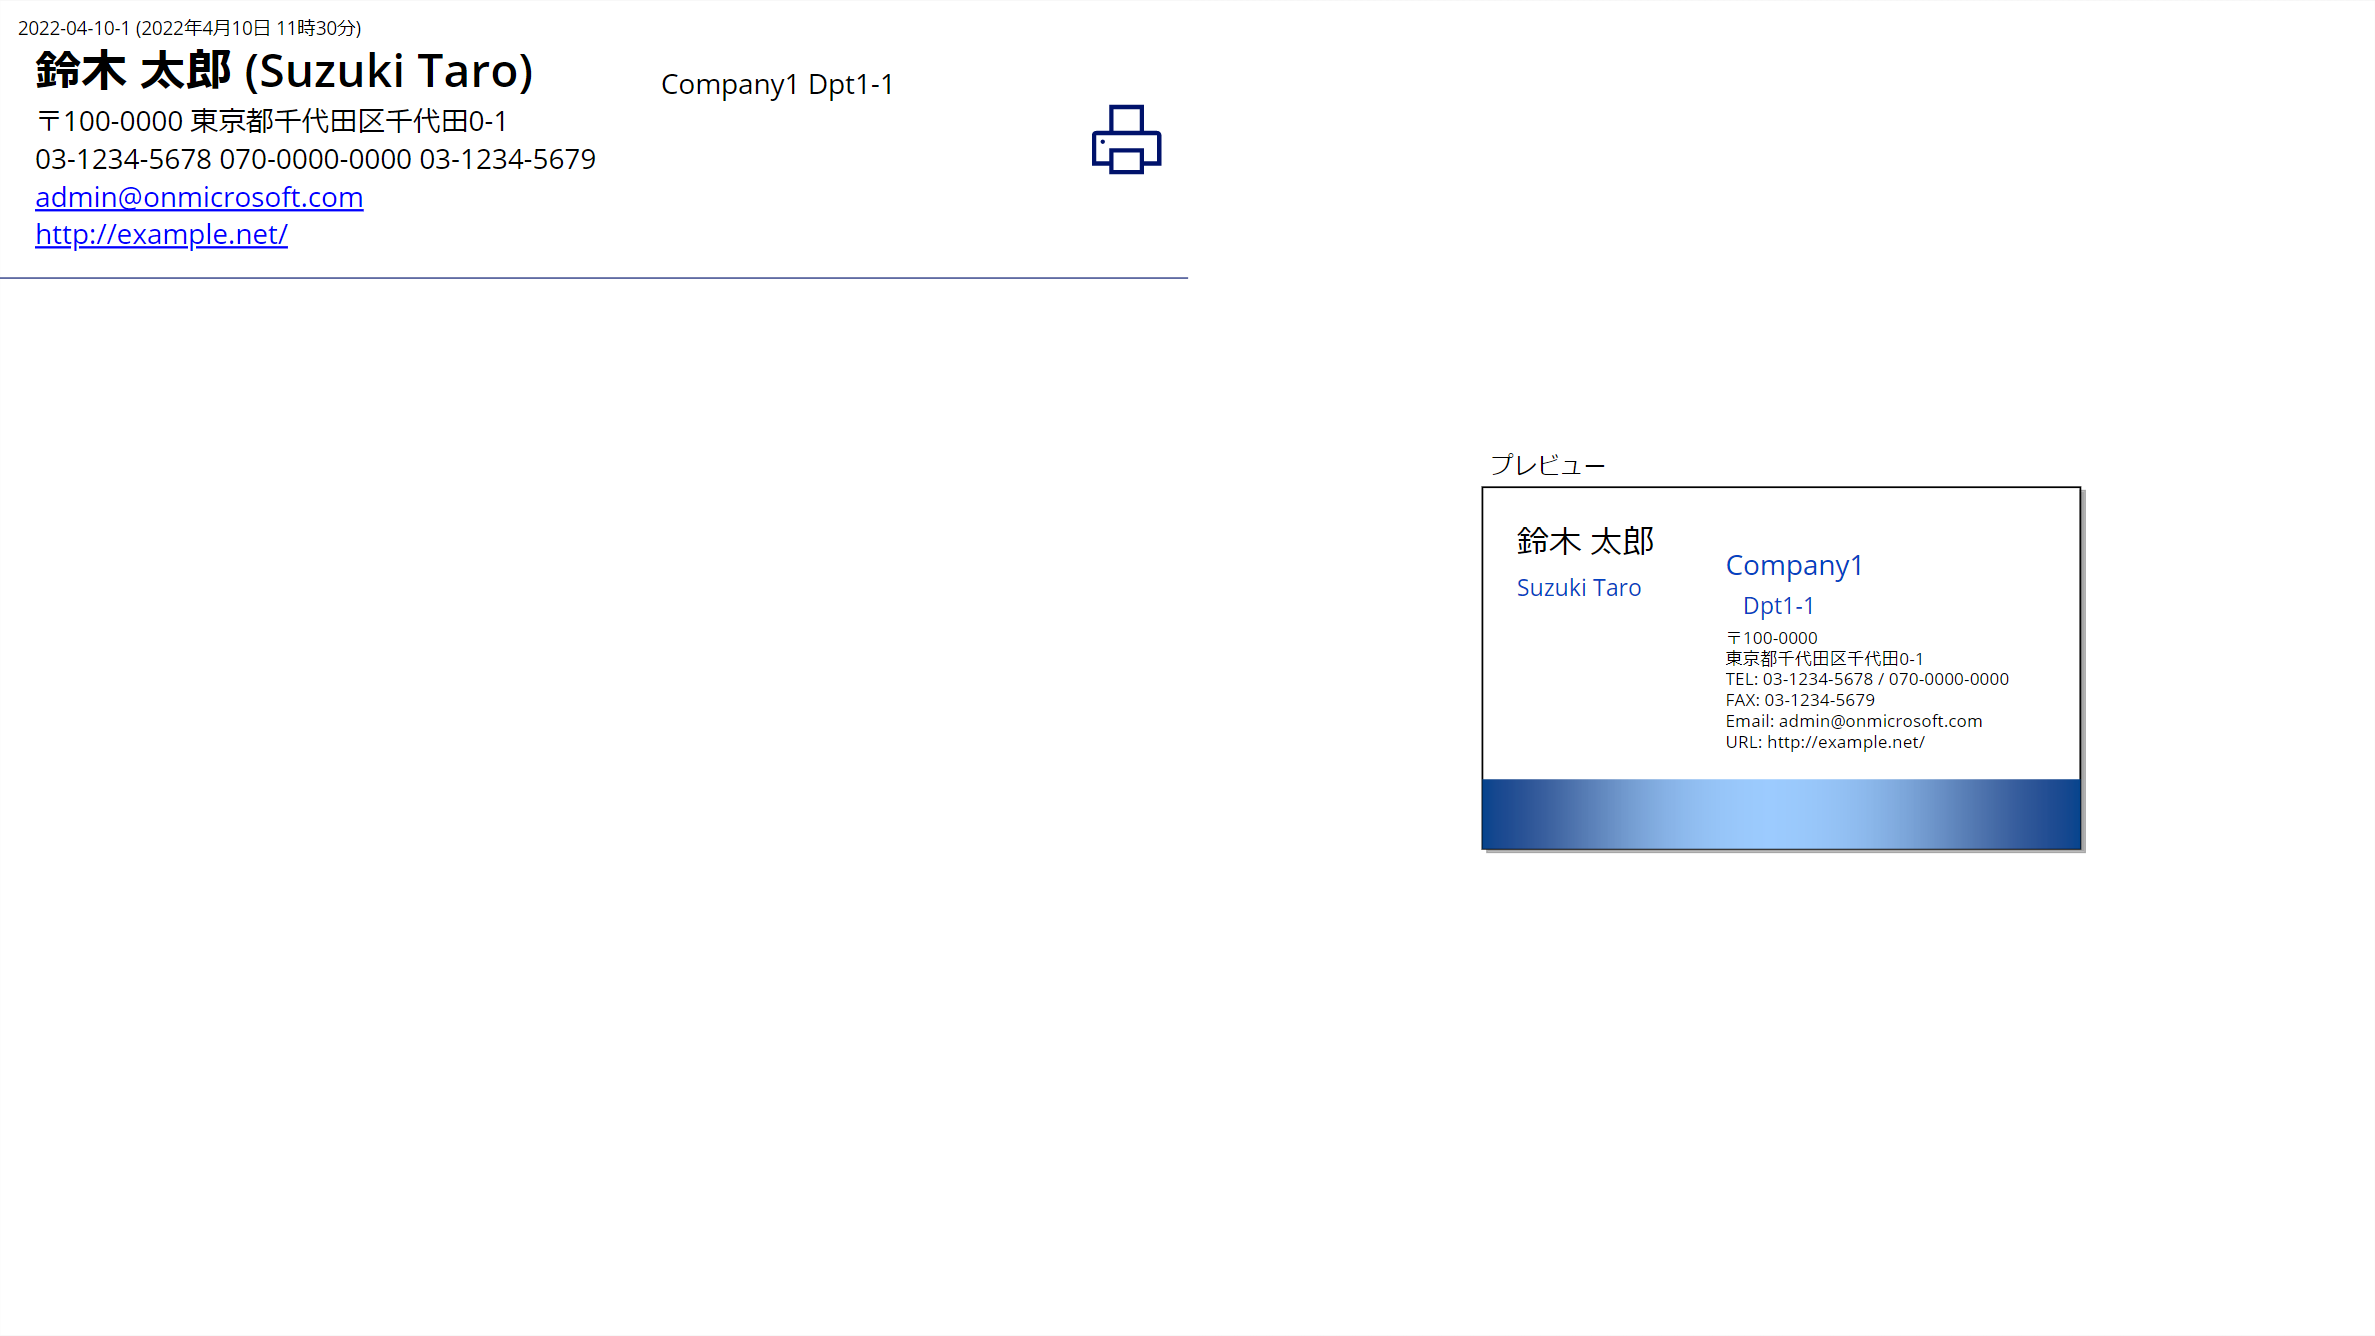 2022-04-10-1 (2022年4月10日 11時30分)
鈴木 太郎 (Suzuki Taro)
Company1 Dpt1-1
〒100-0000 東京都千代田区千代田0-1
03-1234-5678 070-0000-0000 03-1234-5679
admin@onmicrosoft.com
http://example.net/
プレビュー
鈴木 太郎
Suzuki Taro
Company1
Dpt1-1
〒100-0000
東京都千代田区千代田0-1
TEL: 03-1234-5678 / 070-0000-0000
FAX: 03-1234-5679
Email: admin@onmicrosoft.com
URL: http://example.net/